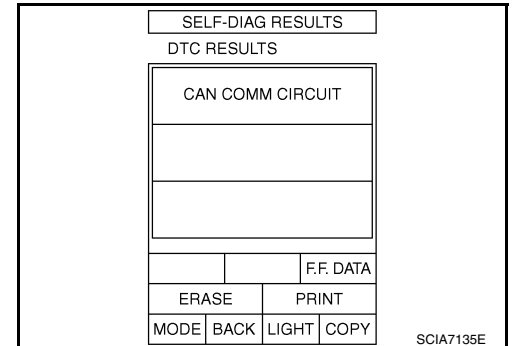 SELF-DIAG RESULTS
DTC RESULTS
CAN COMM CIRCUIT
F.F. DATA
ERASE PRINT
MODE BACK LIGHT COPY
SCIA7135E